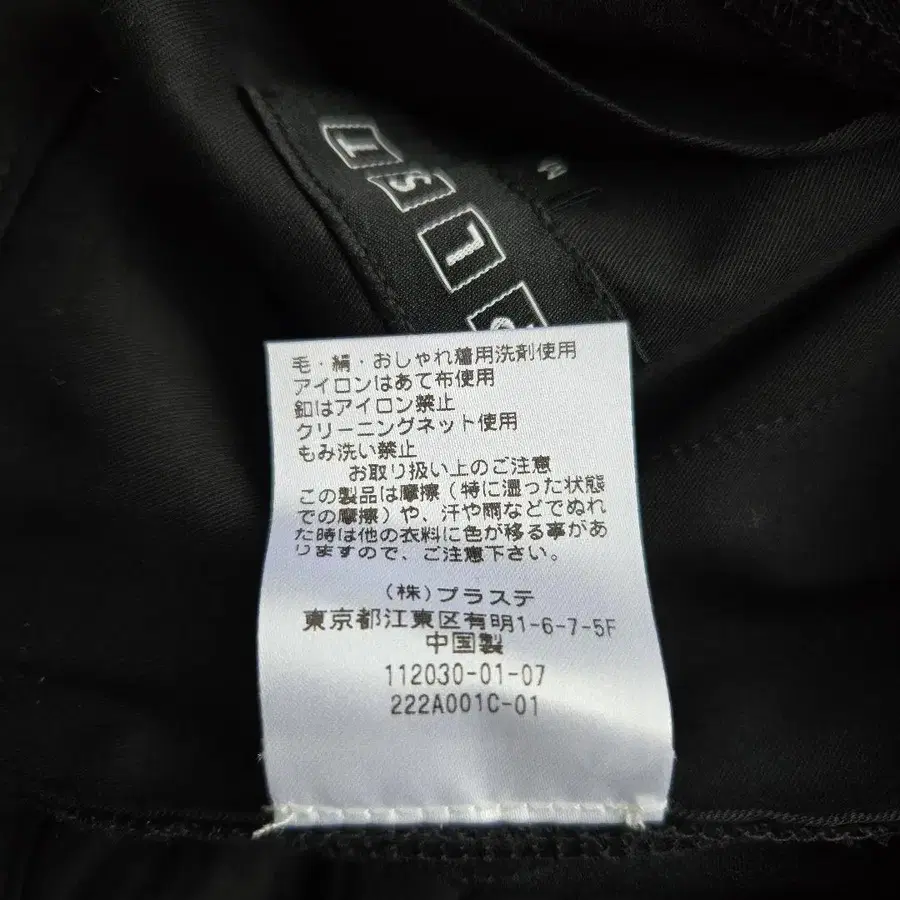 T
S
L
M
毛・絹・おしゃれ着用洗剤使用
アイロンはあて布使用
釦はアイロン禁止
クリーニングネット使用
もみ洗い禁止
お取り扱い上のご注意
この製品は摩擦(特に湿った状態
での摩擦)や、汗や雨などでぬれ
た時は他の衣料に色が移る事があ
りますので、ご注意下さい。
(株)プラステ
東京都江東区有明1-6-7-5F
中国製
112030-01-07
222A001C-01